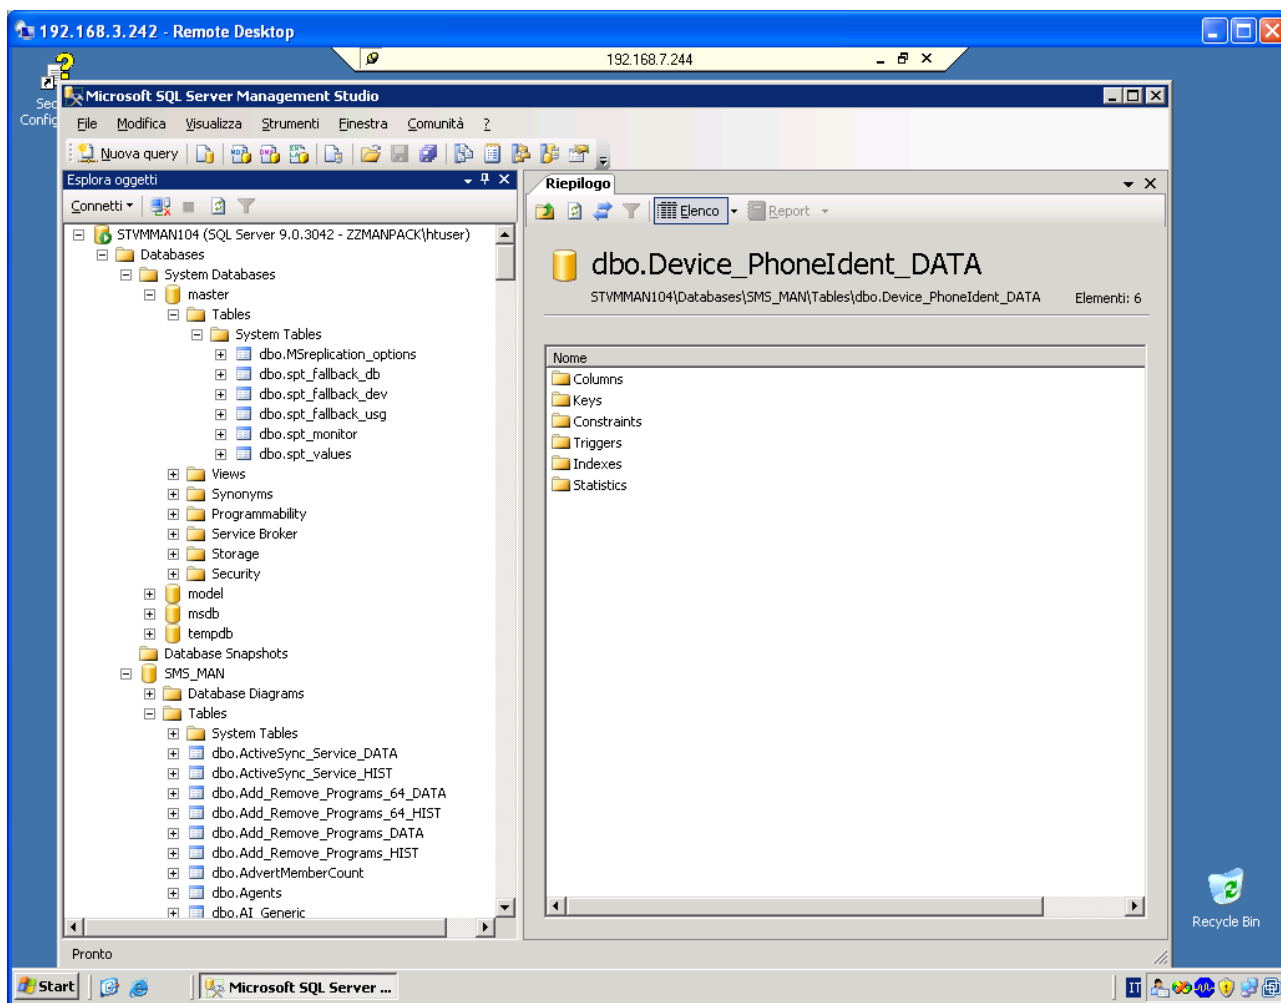 192.168.3.242 - Remote Desktop
192.168.7.244
Sec
Config
Microsoft SQL Server Management Studio
File Modifica Visualizza Strumenti Finestra Comunità ?
Nuova query
Esplora oggetti
Connetti
STVMMAN104 (SQL Server 9.0.3042 - ZZMANPACK\htuser)
Databases
System Databases
master
Tables
System Tables
dbo.MSreplication_options
dbo.spt_fallback_db
dbo.spt_fallback_dev
dbo.spt_fallback_usg
dbo.spt_monitor
dbo.spt_values
Views
Synonyms
Programmability
Service Broker
Storage
Security
model
msdb
tempdb
Database Snapshots
SMS_MAN
Database Diagrams
Tables
System Tables
dbo.ActiveSync_Service_DATA
dbo.ActiveSync_Service_HIST
dbo.Add_Remove_Programs_64_DATA
dbo.Add_Remove_Programs_64_HIST
dbo.Add_Remove_Programs_DATA
dbo.Add_Remove_Programs_HIST
dbo.AdvertMemberCount
dbo.Agents
dbo.AI_Generic
Riepilogo
Elenco Report
dbo.Device_PhoneIdent_DATA
STVMMAN104\Databases\SMS_MAN\Tables\dbo.Device_PhoneIdent_DATA Elementi: 6
Nome
Columns
Keys
Constraints
Triggers
Indexes
Statistics
Recycle Bin
Pronto
Start
Microsoft SQL Server ...
IT